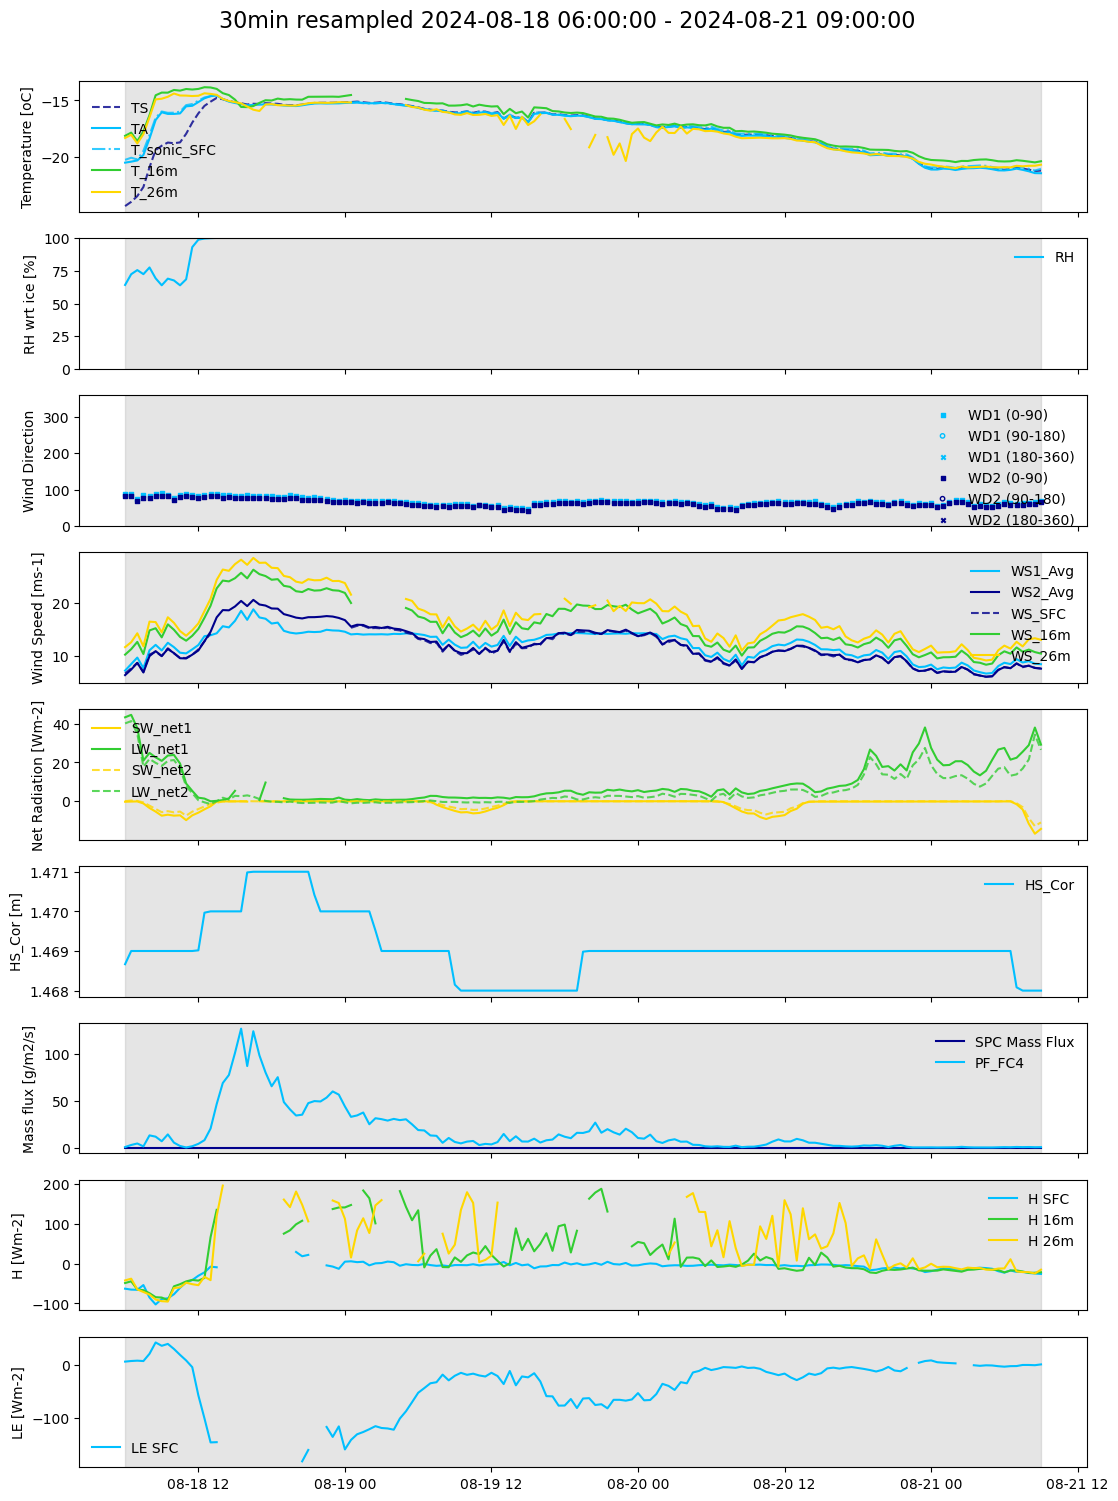 30min resampled 2024-08-18 06:00:00 - 2024-08-21 09:00:00
Temperature [oC]
−15
−20
TS
TA
T_sonic_SFC
T_16m
T_26m
RH wrt ice [%]
100
75
50
25
0
RH
Wind Direction
300
200
100
0
WD1 (0-90)
WD1 (90-180)
WD1 (180-360)
WD2 (0-90)
WD2 (90-180)
WD2 (180-360)
Wind Speed [ms-1]
20
10
WS1_Avg
WS2_Avg
WS_SFC
WS_16m
WS_26m
Net Radiation [Wm-2]
40
20
0
SW_net1
LW_net1
SW_net2
LW_net2
HS_Cor [m]
1.471
1.470
1.469
1.468
HS_Cor
Mass flux [g/m2/s]
100
50
0
SPC Mass Flux
PF_FC4
H [Wm-2]
200
100
0
−100
H SFC
H 16m
H 26m
LE [Wm-2]
0
−100
LE SFC
08-18 12
08-19 00
08-19 12
08-20 00
08-20 12
08-21 00
08-21 12